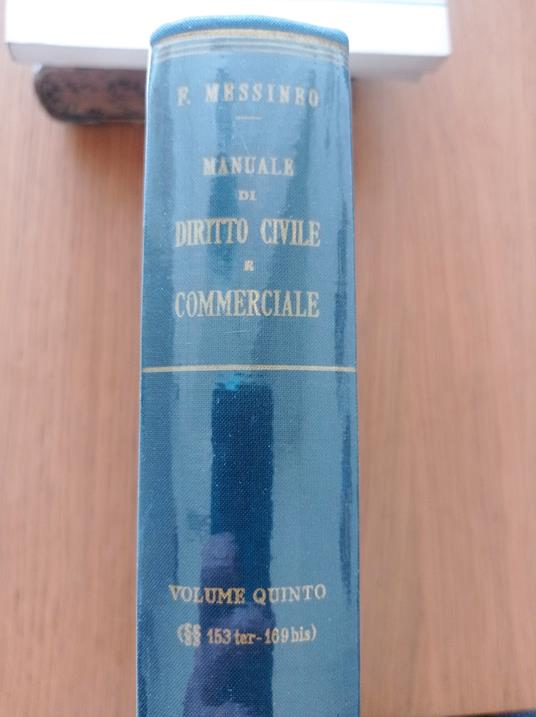 F. MESSINEO
MANUALE
DI
DIRITTO CIVILE
E
COMMERCIALE
VOLUME QUINTO
(§§ 153 ter - 169 bis)